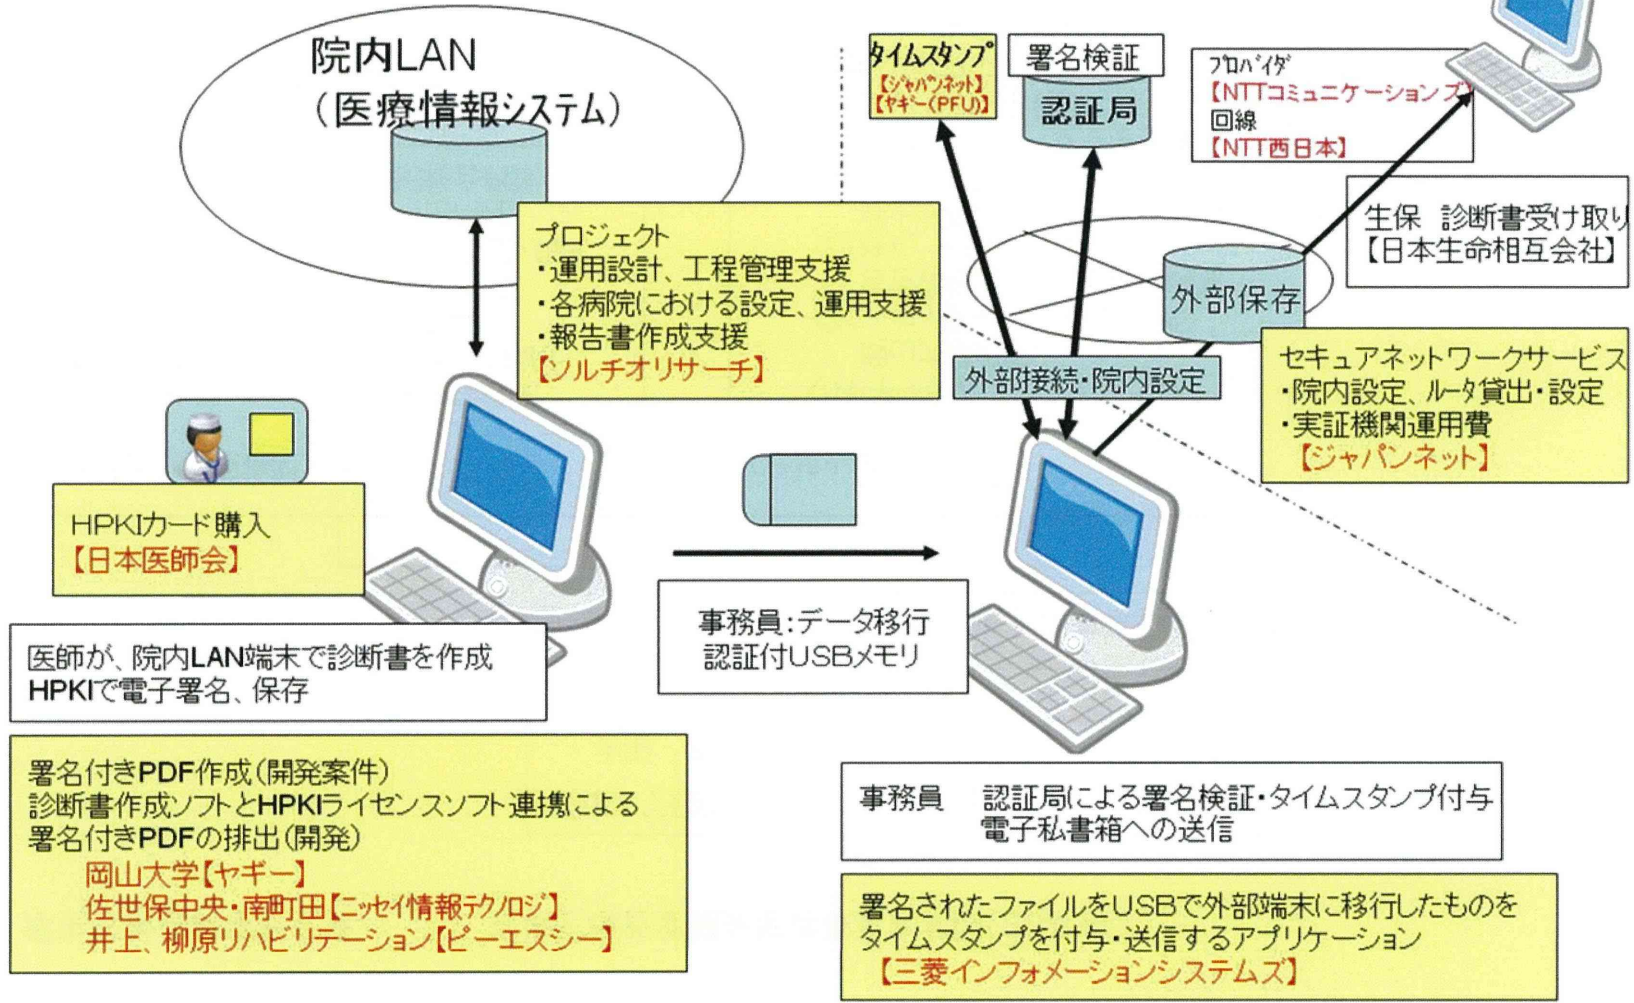 院内LAN
（医療情報システム）
タイムスタンプ
【ジャパンネット】
【ヤギー（PFU）】
署名検証
認証局
プロバイダ
【NTTコミュニケーションズ】
回線
【NTT西日本】
生保　診断書受け取り
【日本生命相互会社】
プロジェクト
・運用設計、工程管理支援
・各病院における設定、運用支援
・報告書作成支援
【ソルチオリサーチ】
外部保存
外部接続・院内設定
セキュアネットワークサービス
・院内設定、ルータ貸出・設定
・実証機関運用費
【ジャパンネット】
HPKIカード購入
【日本医師会】
事務員：データ移行
認証付USBメモリ
医師が、院内LAN端末で診断書を作成
HPKIで電子署名、保存
署名付きPDF作成（開発案件）
診断書作成ソフトとHPKIライセンスソフト連携による
署名付きPDFの排出（開発）
岡山大学【ヤギー】
佐世保中央・南町田【ニッセイ情報テクノロジ】
井上、柳原リハビリテーション【ピーエスシー】
事務員　認証局による署名検証・タイムスタンプ付与
電子私書箱への送信
署名されたファイルをUSBで外部端末に移行したものを
タイムスタンプを付与・送信するアプリケーション
【三菱インフォメーションシステムズ】